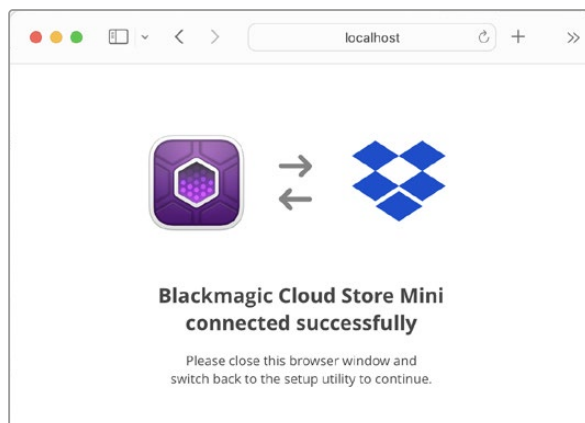 localhost
Blackmagic Cloud Store Mini
connected successfully
Please close this browser window and
switch back to the setup utility to continue.